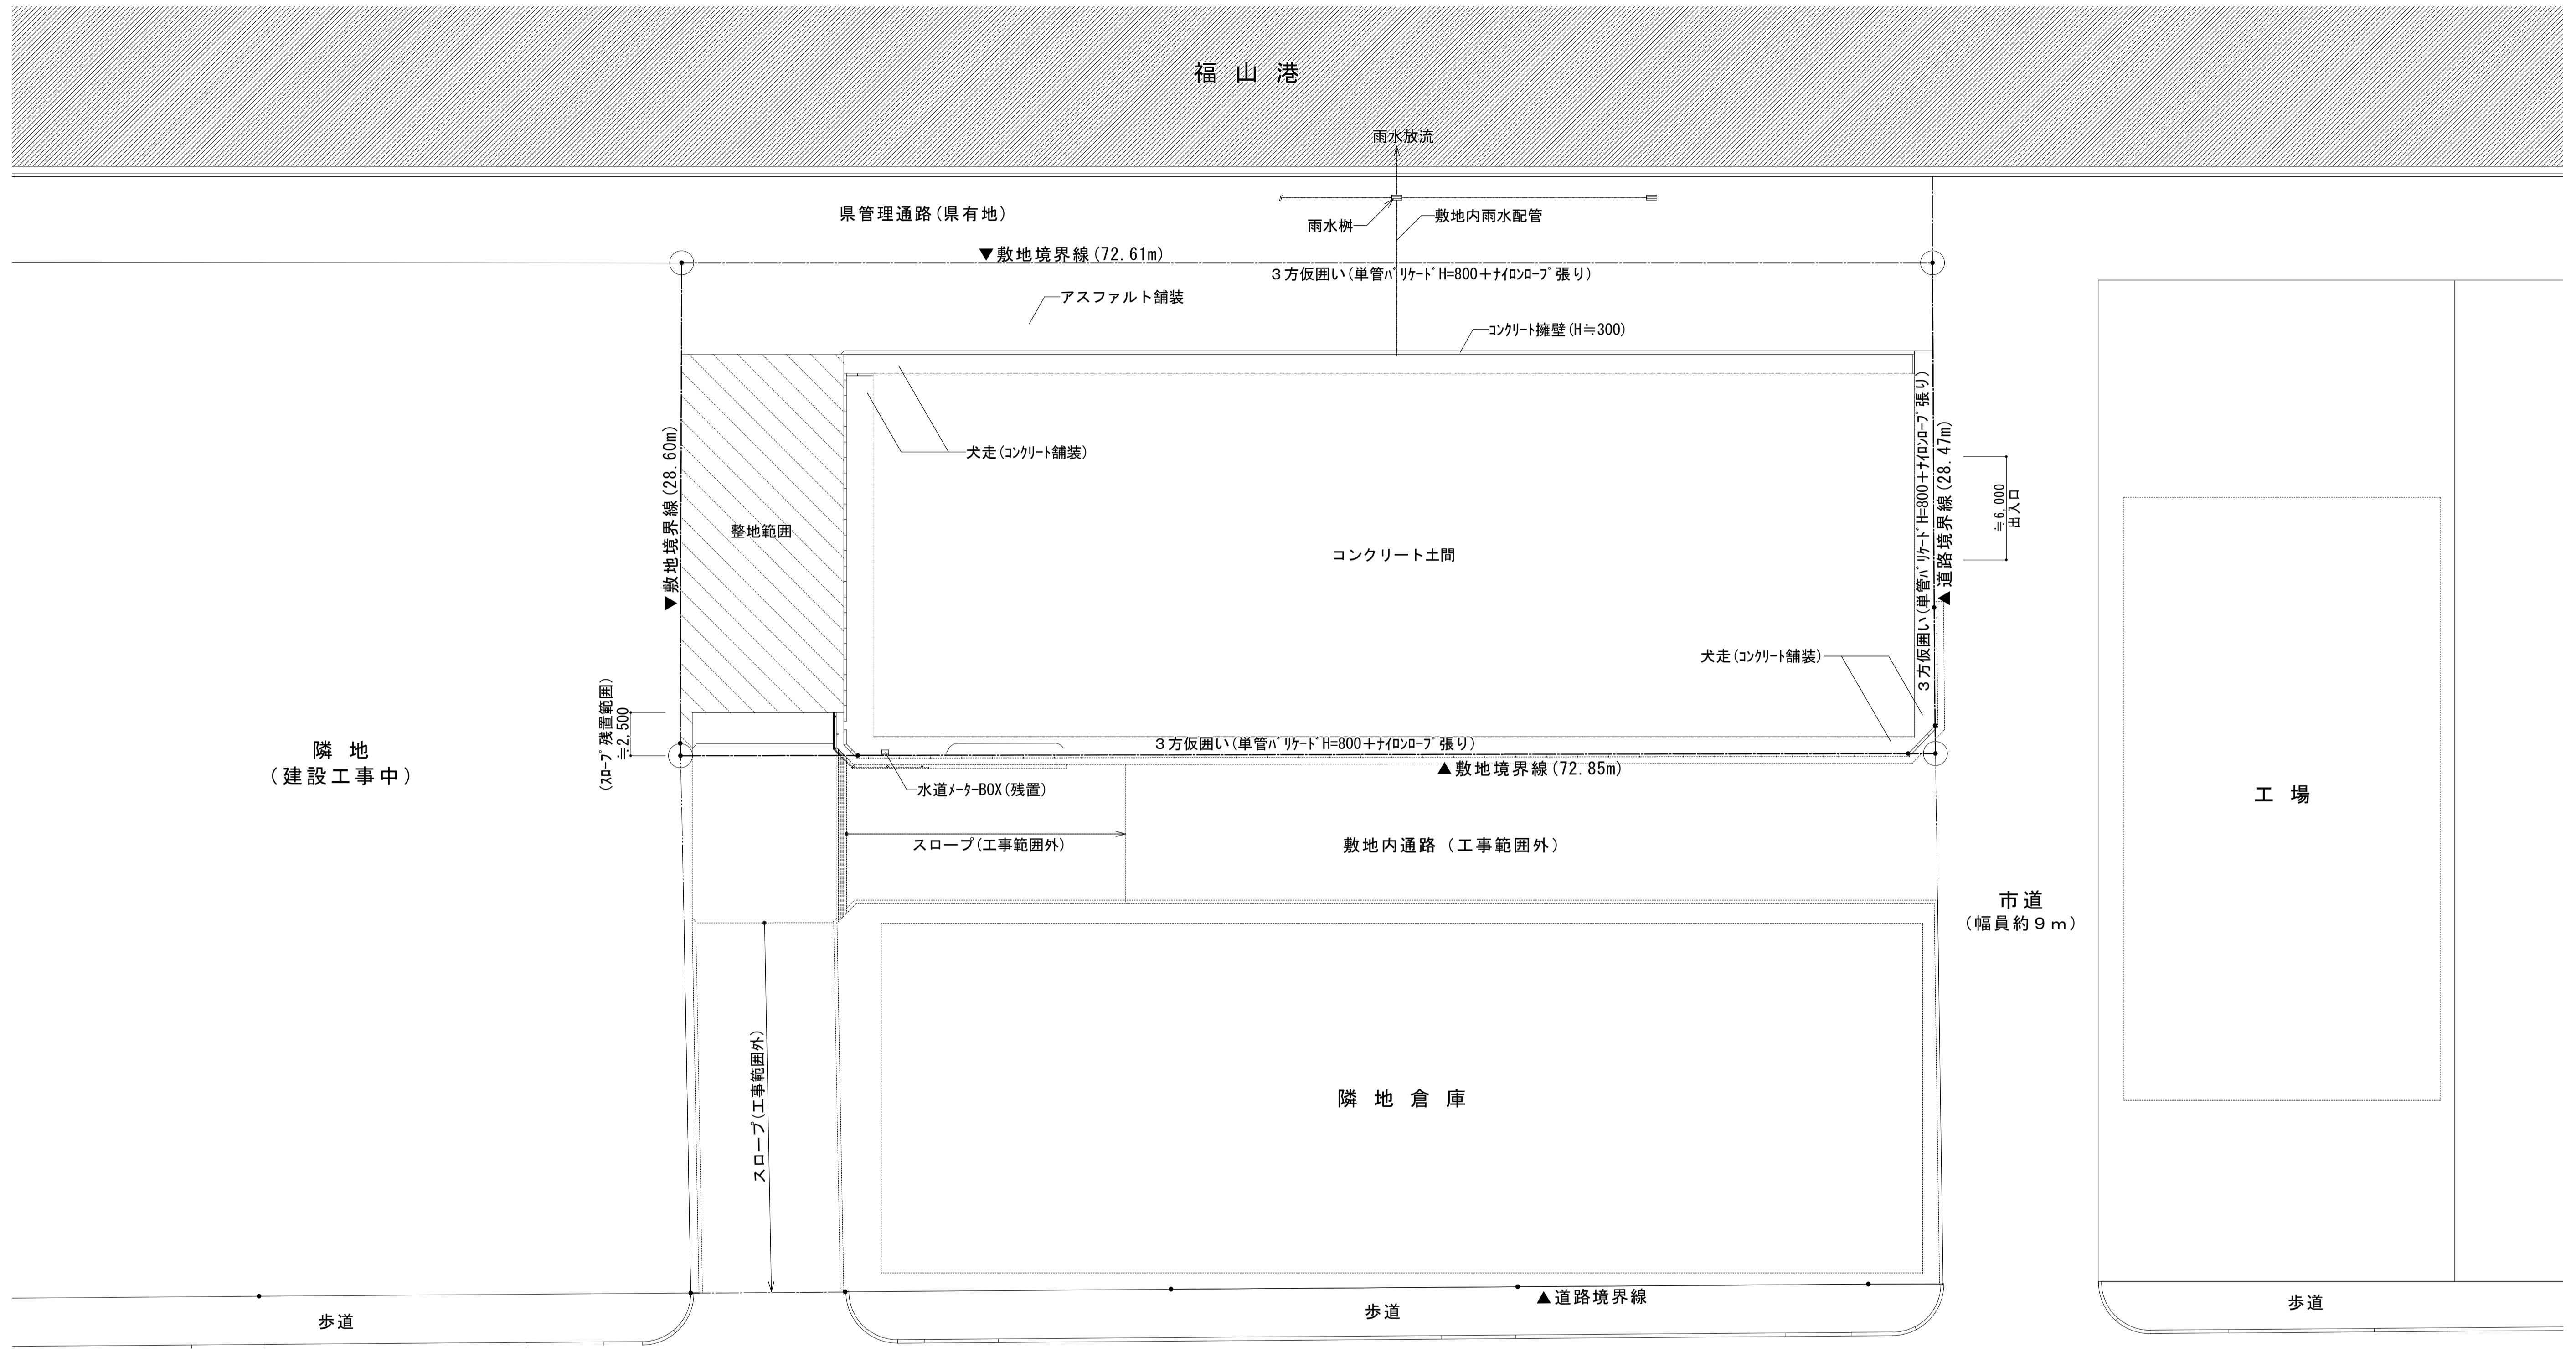 福 山 港
雨水放流
県管理通路(県有地)
雨水桝
敷地内雨水配管
▼敷地境界線(72.61m)
3方仮囲い(単管ﾊﾞﾘｹｰﾄﾞH=800+ﾅｲﾛﾝﾛｰﾌﾟ張り)
アスファルト舗装
ｺﾝｸﾘｰﾄ擁壁(H≒300)
犬走(ｺﾝｸﾘｰﾄ舗装)
▼敷地境界線(28.60m)
整地範囲
コンクリート土間
3方仮囲い(単管ﾊﾞﾘｹｰﾄﾞH=800+ﾅｲﾛﾝﾛｰﾌﾟ張り)
▲道路境界線(28.47m)
≒6,000
出入口
犬走(ｺﾝｸﾘｰﾄ舗装)
(ｽﾛｰﾌﾟ残置範囲)
≒2,500
隣 地
(建設工事中)
3方仮囲い(単管ﾊﾞﾘｹｰﾄﾞH=800+ﾅｲﾛﾝﾛｰﾌﾟ張り)
▲敷地境界線(72.85m)
水道ﾒｰﾀｰBOX(残置)
工 場
スロープ(工事範囲外)
敷地内通路(工事範囲外)
市道
(幅員約9m)
スロープ(工事範囲外)
隣 地 倉 庫
▲道路境界線
歩道
歩道
歩道